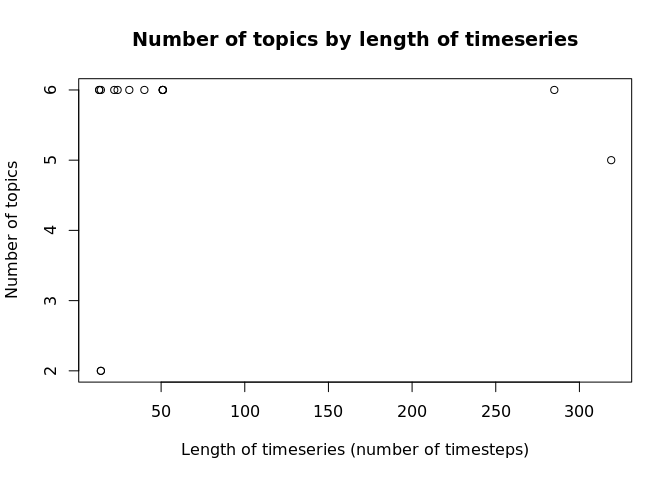 Number of topics by length of timeseries
6
5
4
3
2
Number of topics
50 100 150 200 250 300
Length of timeseries (number of timesteps)